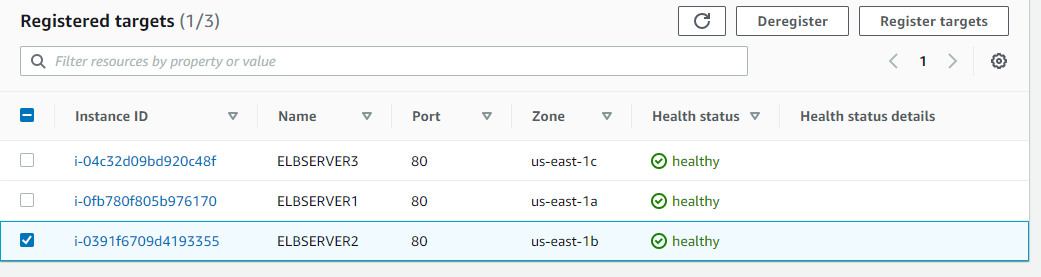 Registered targets (1/3) Deregister Register targets
Filter resources by property or value 1
Instance ID Name Port Zone Health status Health status details
i-04c32d09bd920c48f ELBSERVER3 80 us-east-1c healthy
i-0fb780f805b976170 ELBSERVER1 80 us-east-1a healthy
i-0391f6709d4193355 ELBSERVER2 80 us-east-1b healthy